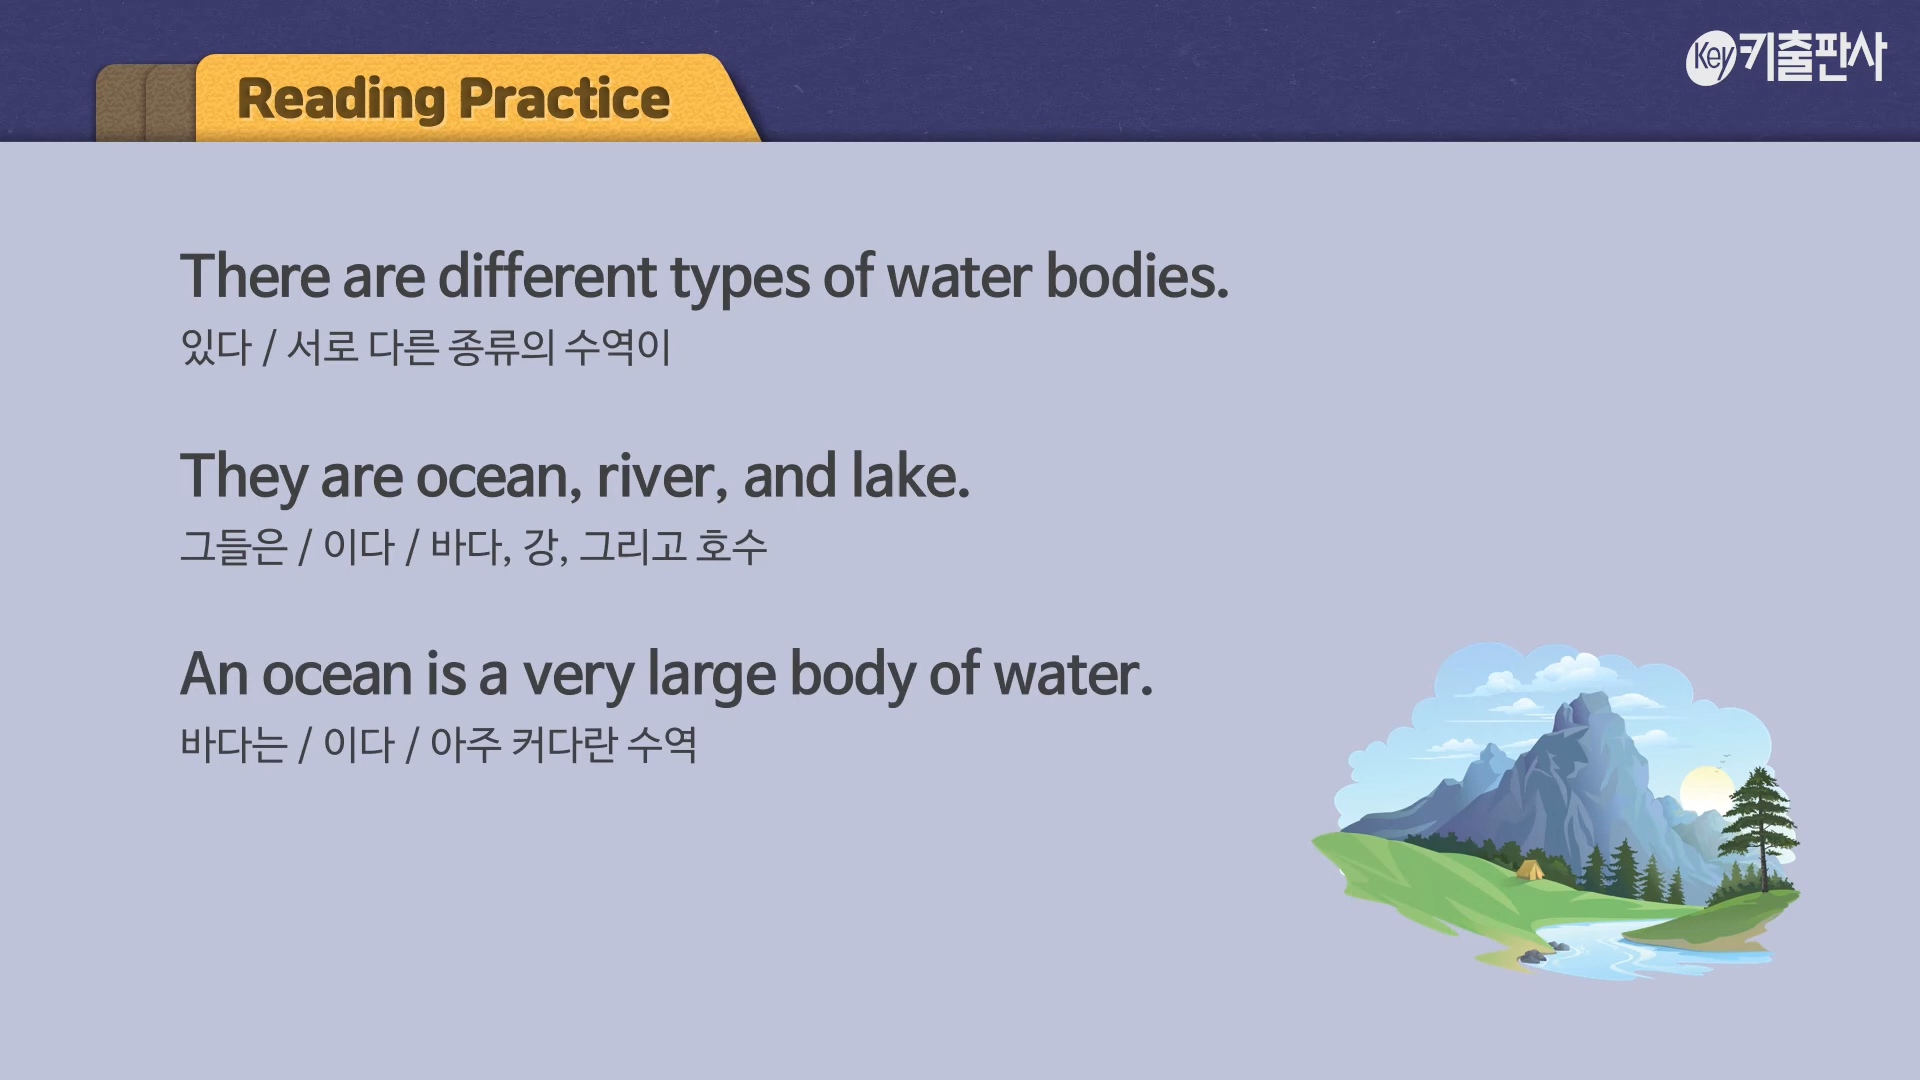 Key키출판사
Reading Practice
There are different types of water bodies.
있다 / 서로 다른 종류의 수역이
They are ocean, river, and lake.
그들은 / 이다 / 바다, 강, 그리고 호수
An ocean is a very large body of water.
바다는 / 이다 / 아주 커다란 수역